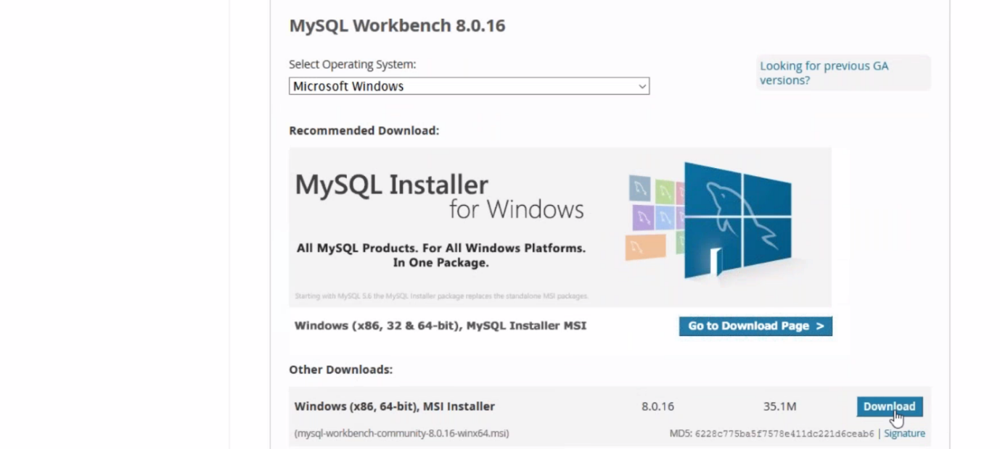 MySQL Workbench 8.0.16
Select Operating System:
Looking for previous GA
versions?
Microsoft Windows
Recommended Download:
MySQL Installer
for Windows
All MySQL Products. For All Windows Platforms.
In One Package.
Starting with MySQL 5.6 the MySQL Installer package replaces the standalone MSI packages.
Windows (x86, 32 & 64-bit), MySQL Installer MSI
Go to Download Page >
Other Downloads:
Windows (x86, 64-bit), MSI Installer 8.0.16 35.1M Download
(mysql-workbench-community-8.0.16-winx64.msi) MD5: 6228c775ba5f7578e411dc221d6ceab6 | Signature